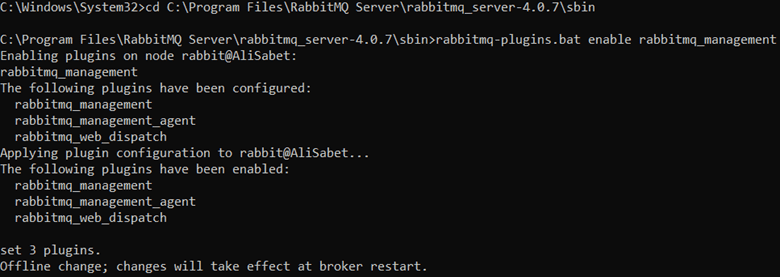 C:\Windows\System32>cd C:\Program Files\RabbitMQ Server\rabbitmq_server-4.0.7\sbin
C:\Program Files\RabbitMQ Server\rabbitmq_server-4.0.7\sbin>rabbitmq-plugins.bat enable rabbitmq_management
Enabling plugins on node rabbit@AliSabet:
rabbitmq_management
The following plugins have been configured:
  rabbitmq_management
  rabbitmq_management_agent
  rabbitmq_web_dispatch
Applying plugin configuration to rabbit@AliSabet...
The following plugins have been enabled:
  rabbitmq_management
  rabbitmq_management_agent
  rabbitmq_web_dispatch
set 3 plugins.
Offline change; changes will take effect at broker restart.